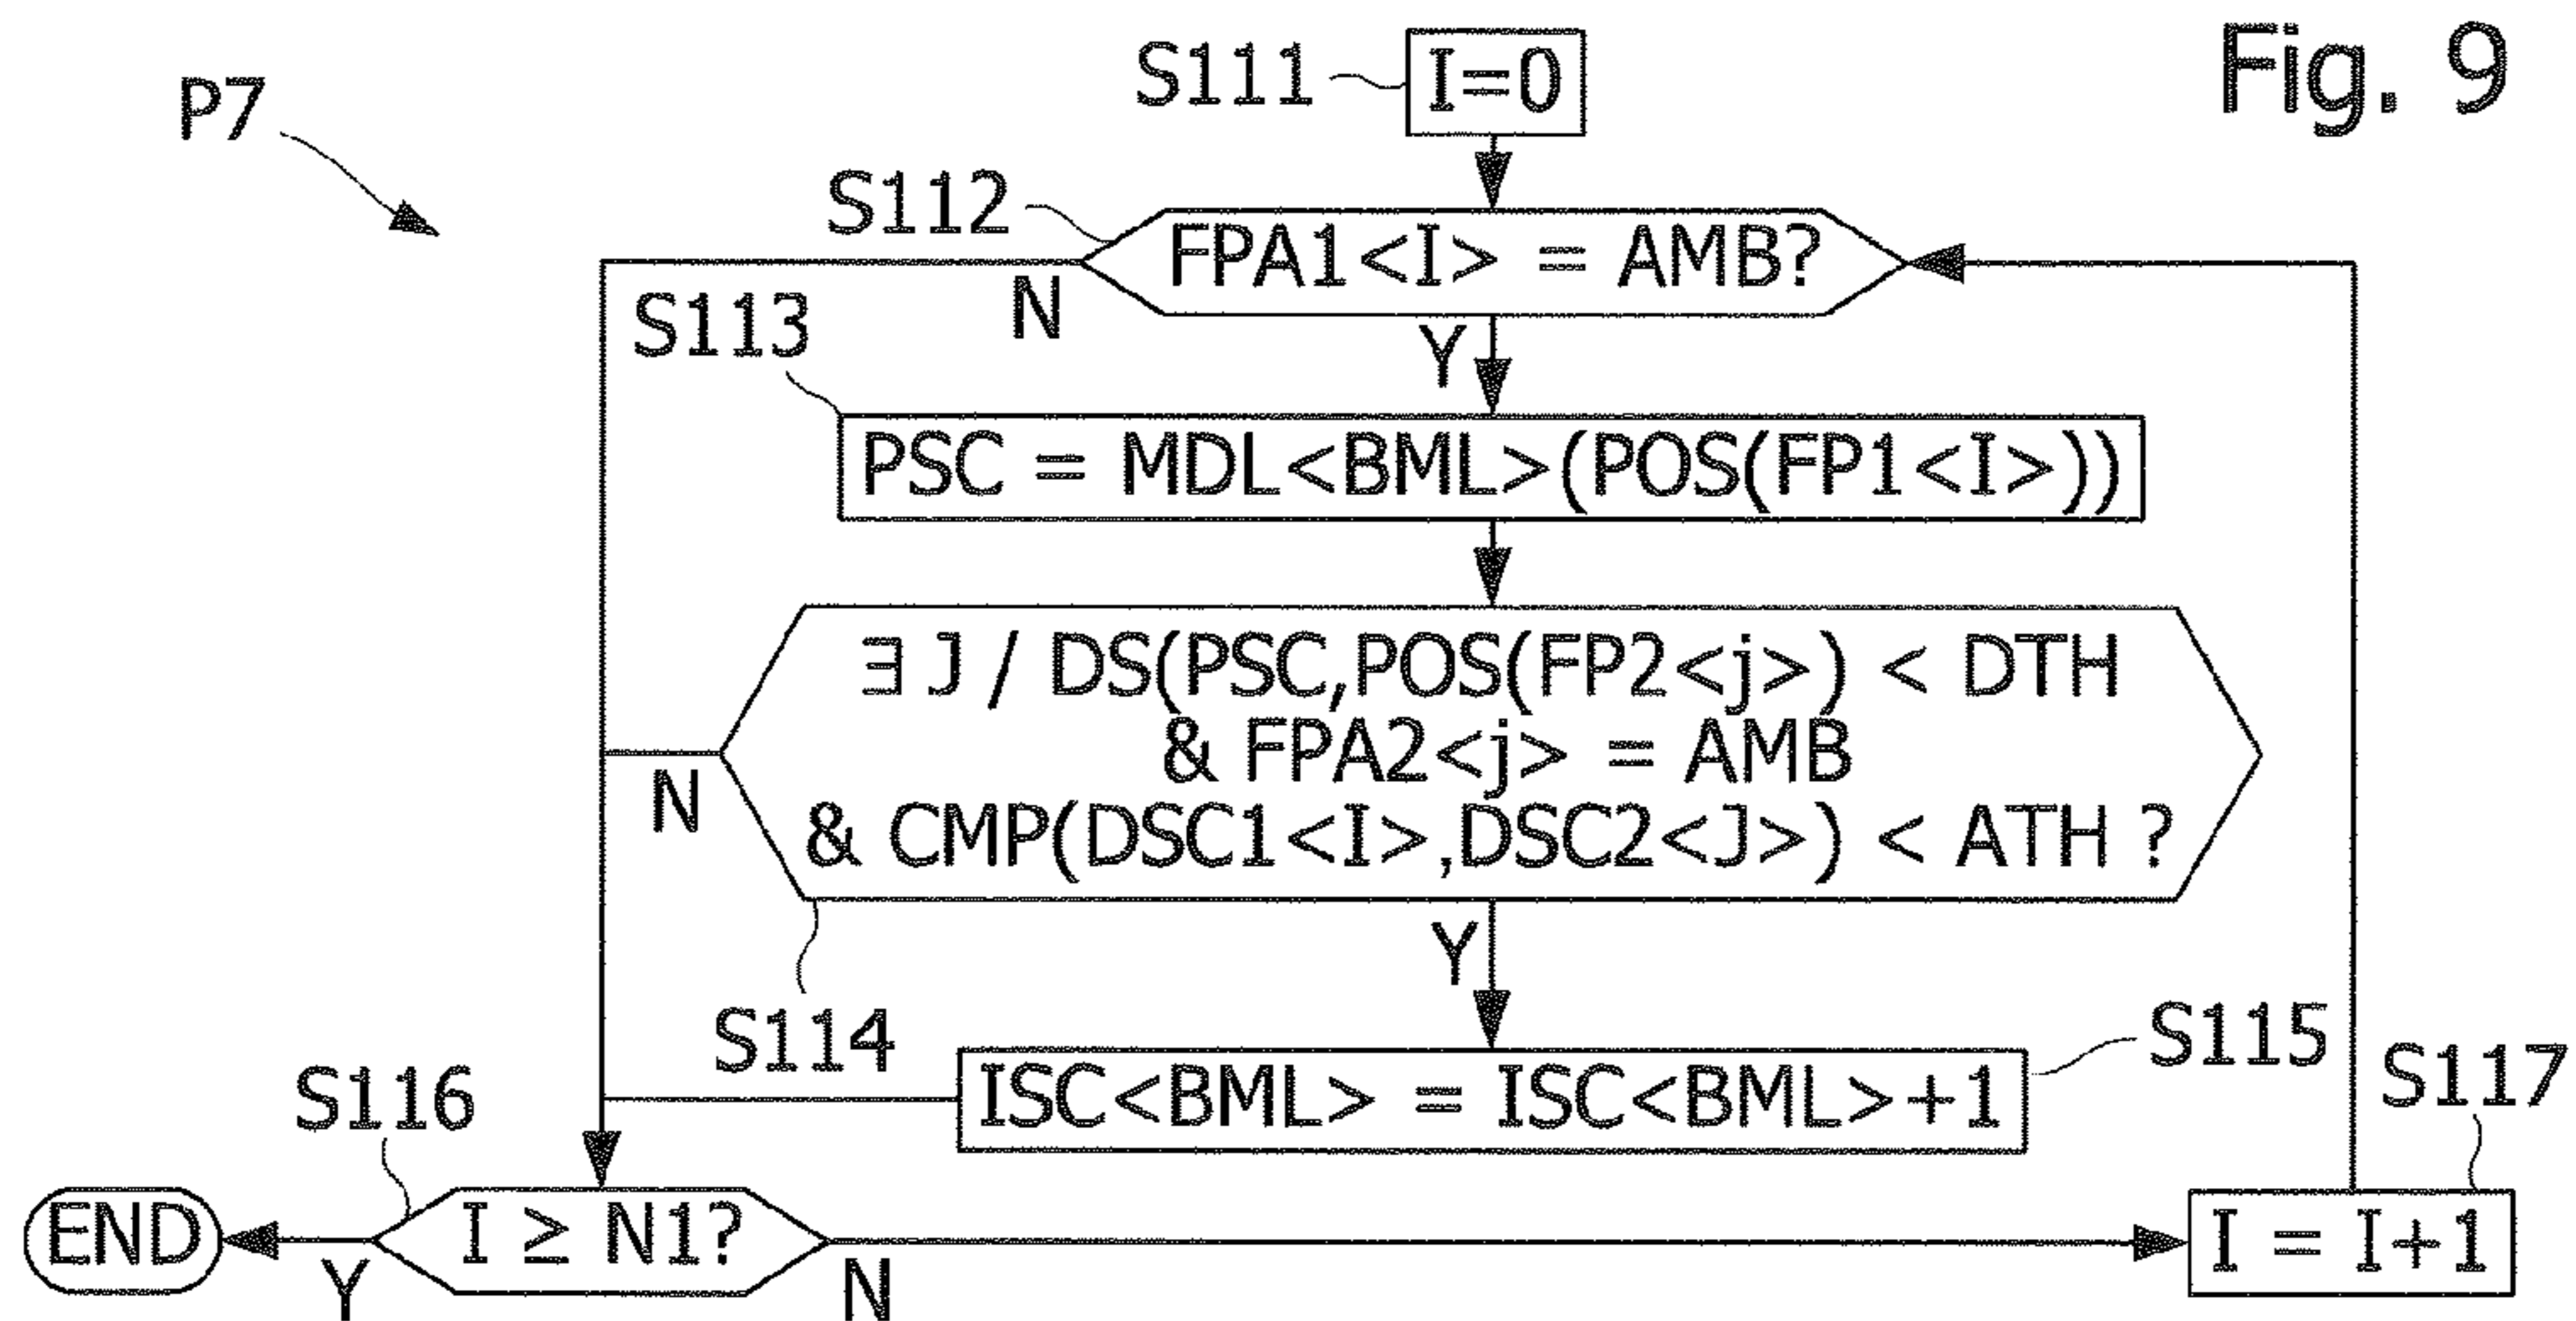 Fig. 9
P7
S111
I=0
S112
FPA1<I> = AMB?
N
Y
S113
PSC = MDL<BML>(POS(FP1<I>))
∃ J / DS(PSC,POS(FP2<j>) < DTH
& FPA2<j> = AMB
& CMP(DSC1<I>,DSC2<J>) < ATH ?
N
Y
S114
S115
ISC<BML> = ISC<BML>+1
S116
S117
END
I ≥ N1?
I = I+1
Y
N